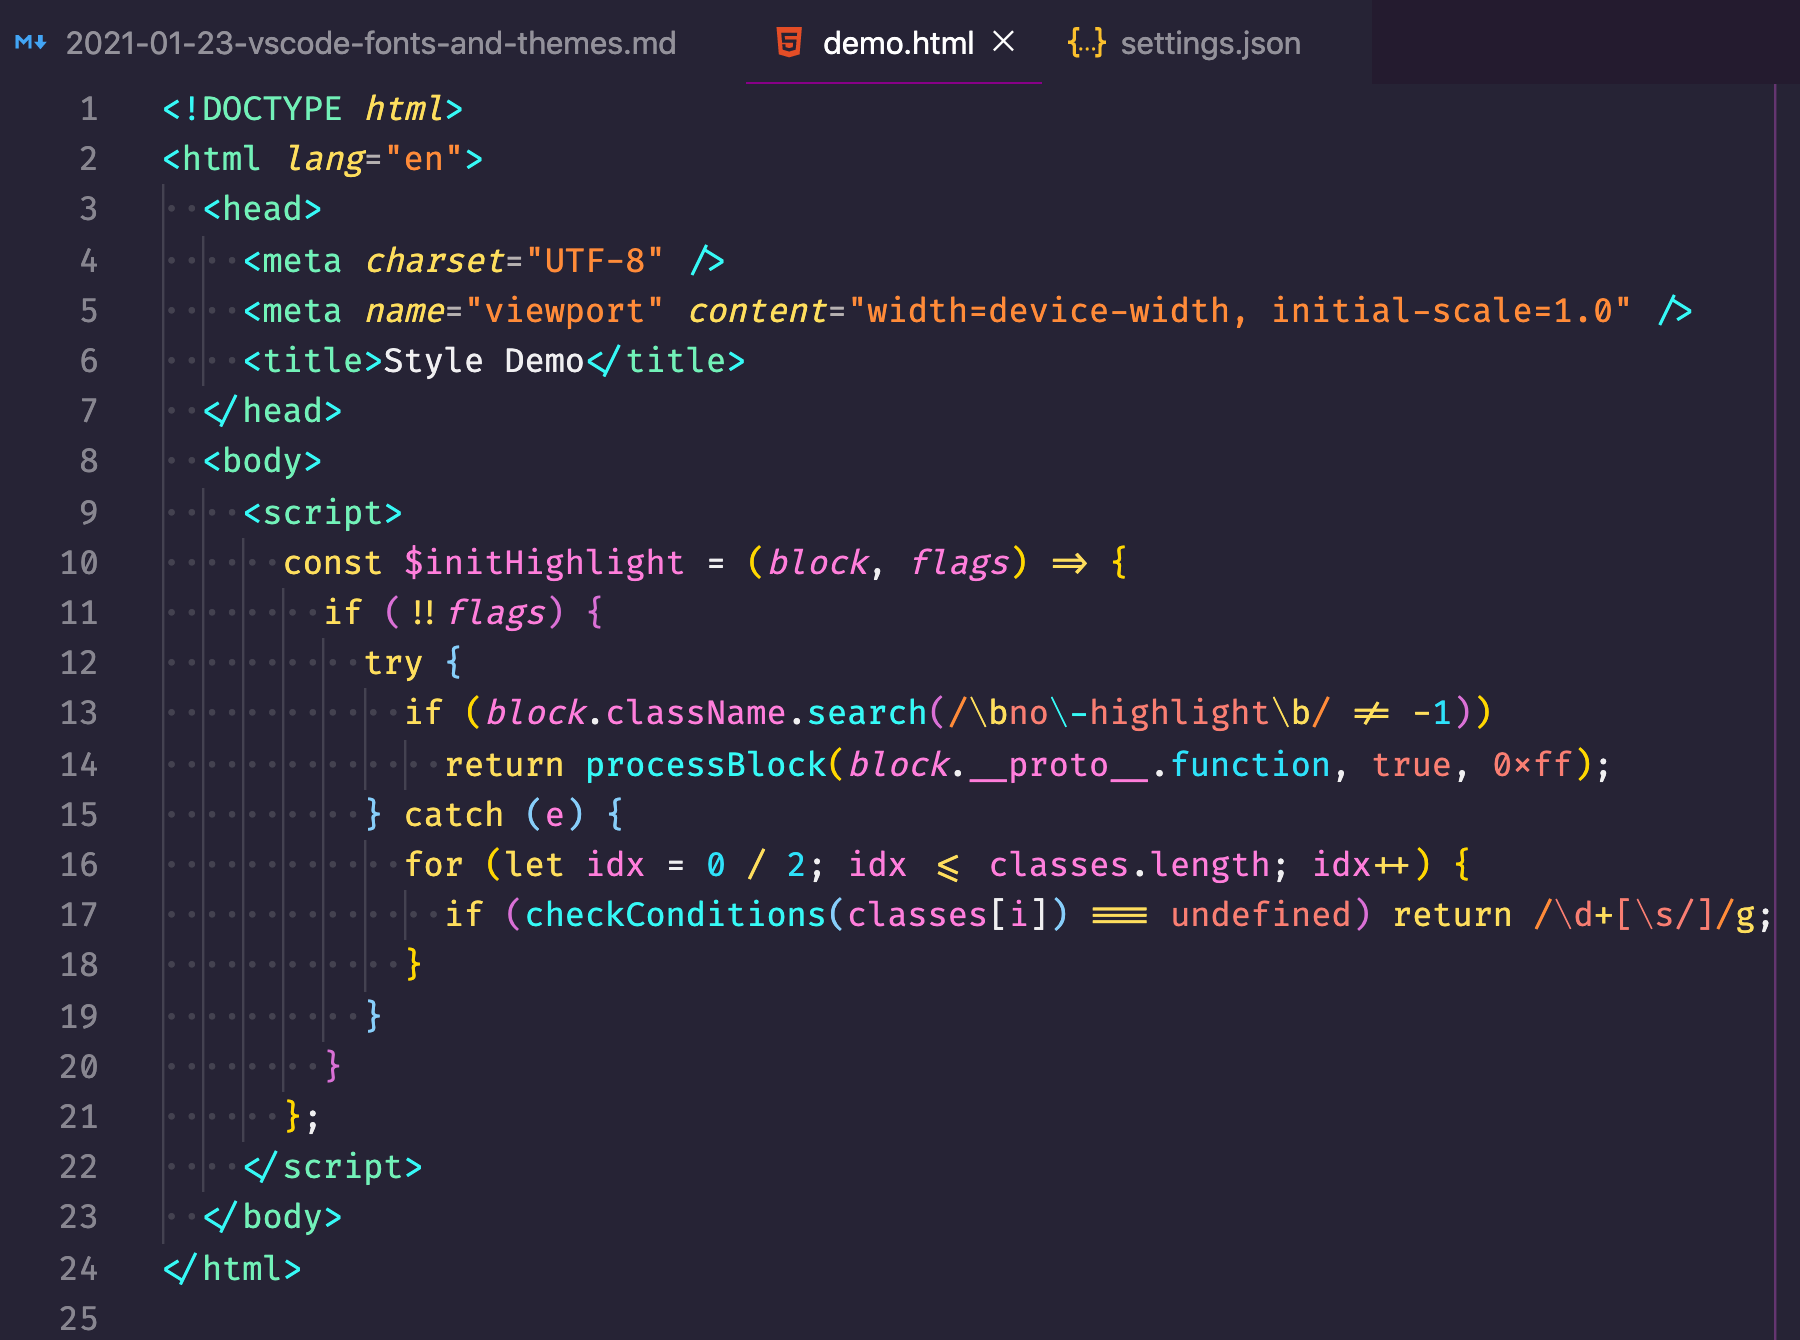 2021-01-23-vscode-fonts-and-themes.md demo.html × {...} settings.json
1 <!DOCTYPE html>
2 <html lang="en">
3 <head>
4 <meta charset="UTF-8" />
5 <meta name="viewport" content="width=device-width, initial-scale=1.0" />
6 <title>Style Demo</title>
7 </head>
8 <body>
9 <script>
10 const $initHighlight = (block, flags) => {
11 if (!!flags) {
12 try {
13 if (block.className.search(/\bno\-highlight\b/ != -1))
14 return processBlock(block.__proto__.function, true, 0xff);
15 } catch (e) {
16 for (let idx = 0 / 2; idx <= classes.length; idx++) {
17 if (checkConditions(classes[i]) === undefined) return /\d+[\s/]/g;
18 }
19 }
20 }
21 };
22 </script>
23 </body>
24 </html>
25